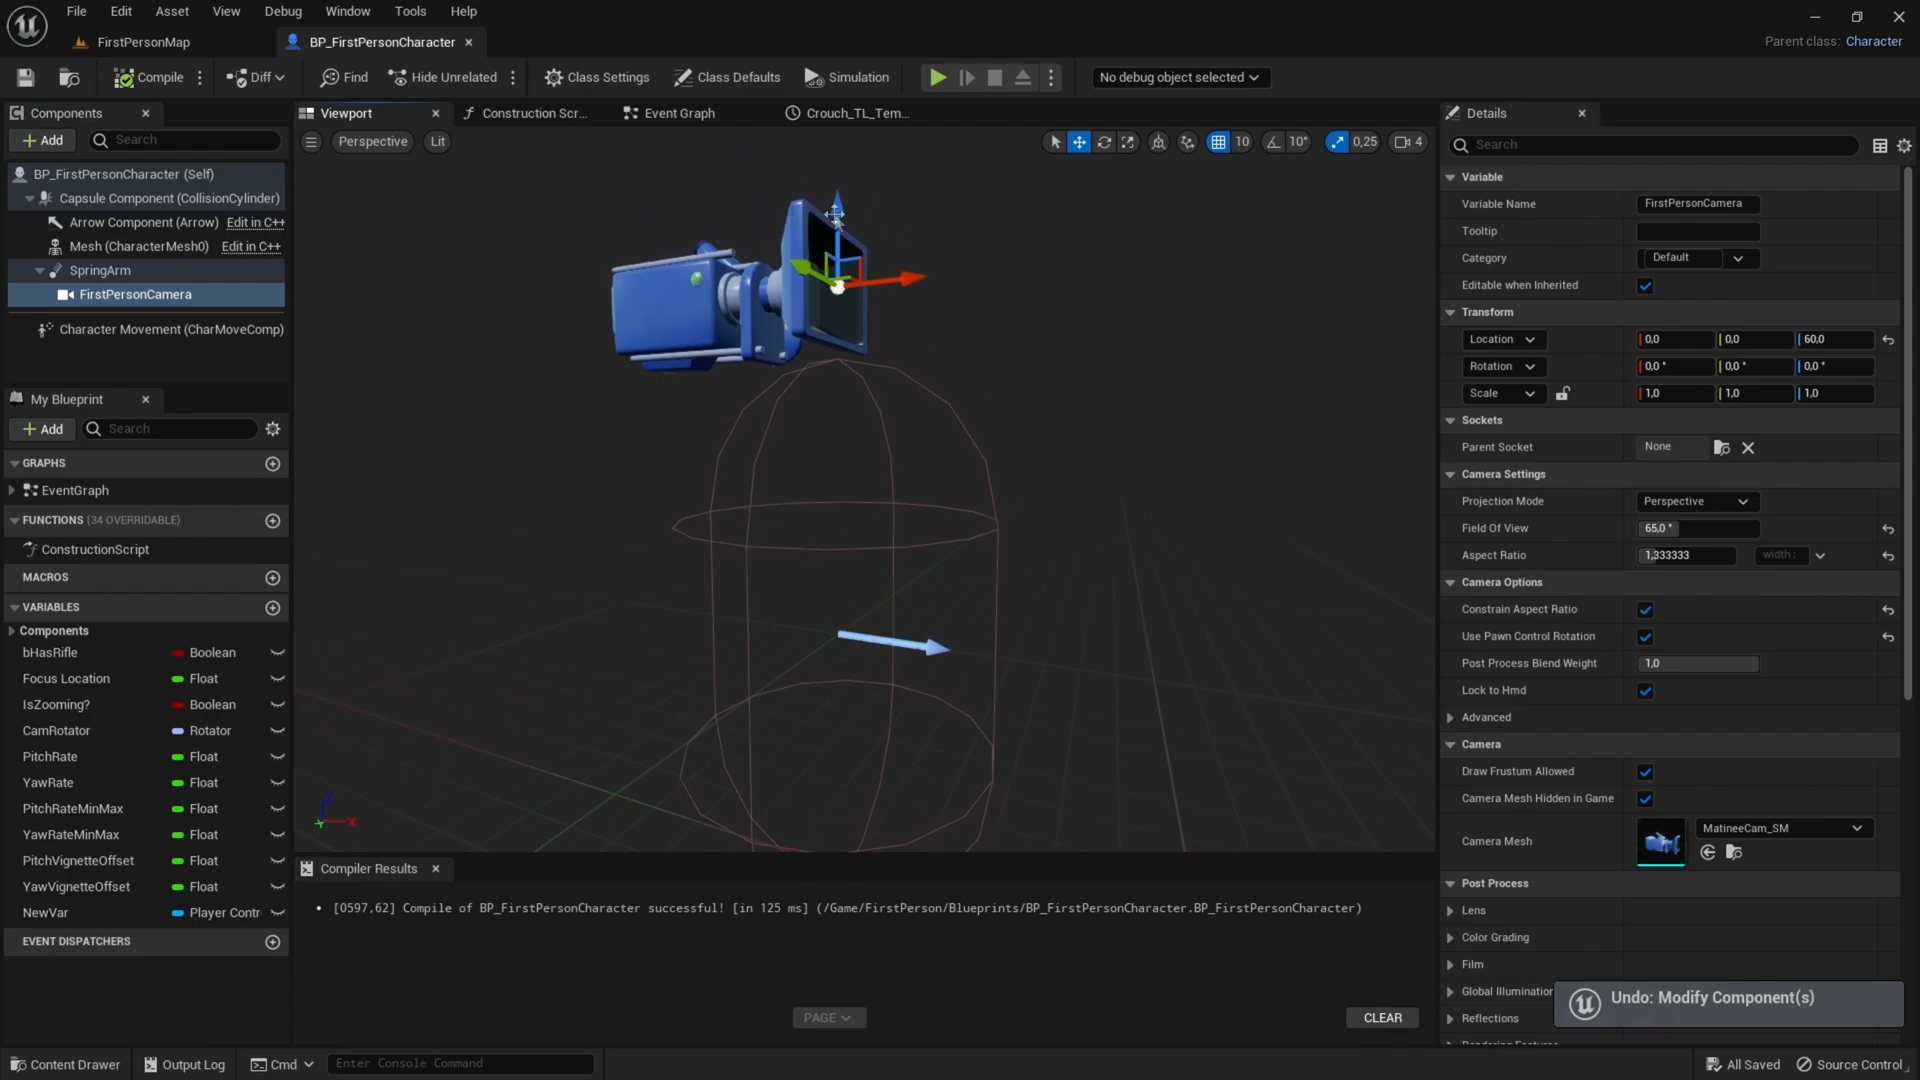 File Edit Asset View Debug Window Tools Help
FirstPersonMap BP_FirstPersonCharacter Parent class: Character
Compile Diff Find Hide Unrelated Class Settings Class Defaults Simulation No debug object selected
Components
Add Search
BP_FirstPersonCharacter (Self)
Capsule Component (CollisionCylinder)
Arrow Component (Arrow) Edit in C++
Mesh (CharacterMesh0) Edit in C++
SpringArm
FirstPersonCamera
Character Movement (CharMoveComp)
My Blueprint
Add Search
GRAPHS
EventGraph
FUNCTIONS (34 OVERRIDABLE)
ConstructionScript
MACROS
VARIABLES
Components
bHasRifle Boolean
Focus Location Float
IsZooming? Boolean
CamRotator Rotator
PitchRate Float
YawRate Float
PitchRateMinMax Float
YawRateMinMax Float
PitchVignetteOffset Float
YawVignetteOffset Float
NewVar Player Contr
EVENT DISPATCHERS
Viewport Construction Scr... Event Graph Crouch_TL_Tem...
Perspective Lit 10 10° 0,25 4
Z
Y X
Compiler Results
[0597,62] Compile of BP_FirstPersonCharacter successful! [in 125 ms] (/Game/FirstPerson/Blueprints/BP_FirstPersonCharacter.BP_FirstPersonCharacter)
PAGE CLEAR
Details
Search
Variable
Variable Name FirstPersonCamera
Tooltip
Category Default
Editable when Inherited
Transform
Location 0,0 0,0 60,0
Rotation 0,0 ° 0,0 ° 0,0 °
Scale 1,0 1,0 1,0
Sockets
Parent Socket None
Camera Settings
Projection Mode Perspective
Field Of View 65,0 °
Aspect Ratio 1,333333 width :
Camera Options
Constrain Aspect Ratio
Use Pawn Control Rotation
Post Process Blend Weight 1,0
Lock to Hmd
Advanced
Camera
Draw Frustum Allowed
Camera Mesh Hidden in Game
Camera Mesh MatineeCam_SM
Post Process
Lens
Color Grading
Film
Global Illumination
Reflections
Undo: Modify Component(s)
Content Drawer Output Log Cmd Enter Console Command All Saved Source Control